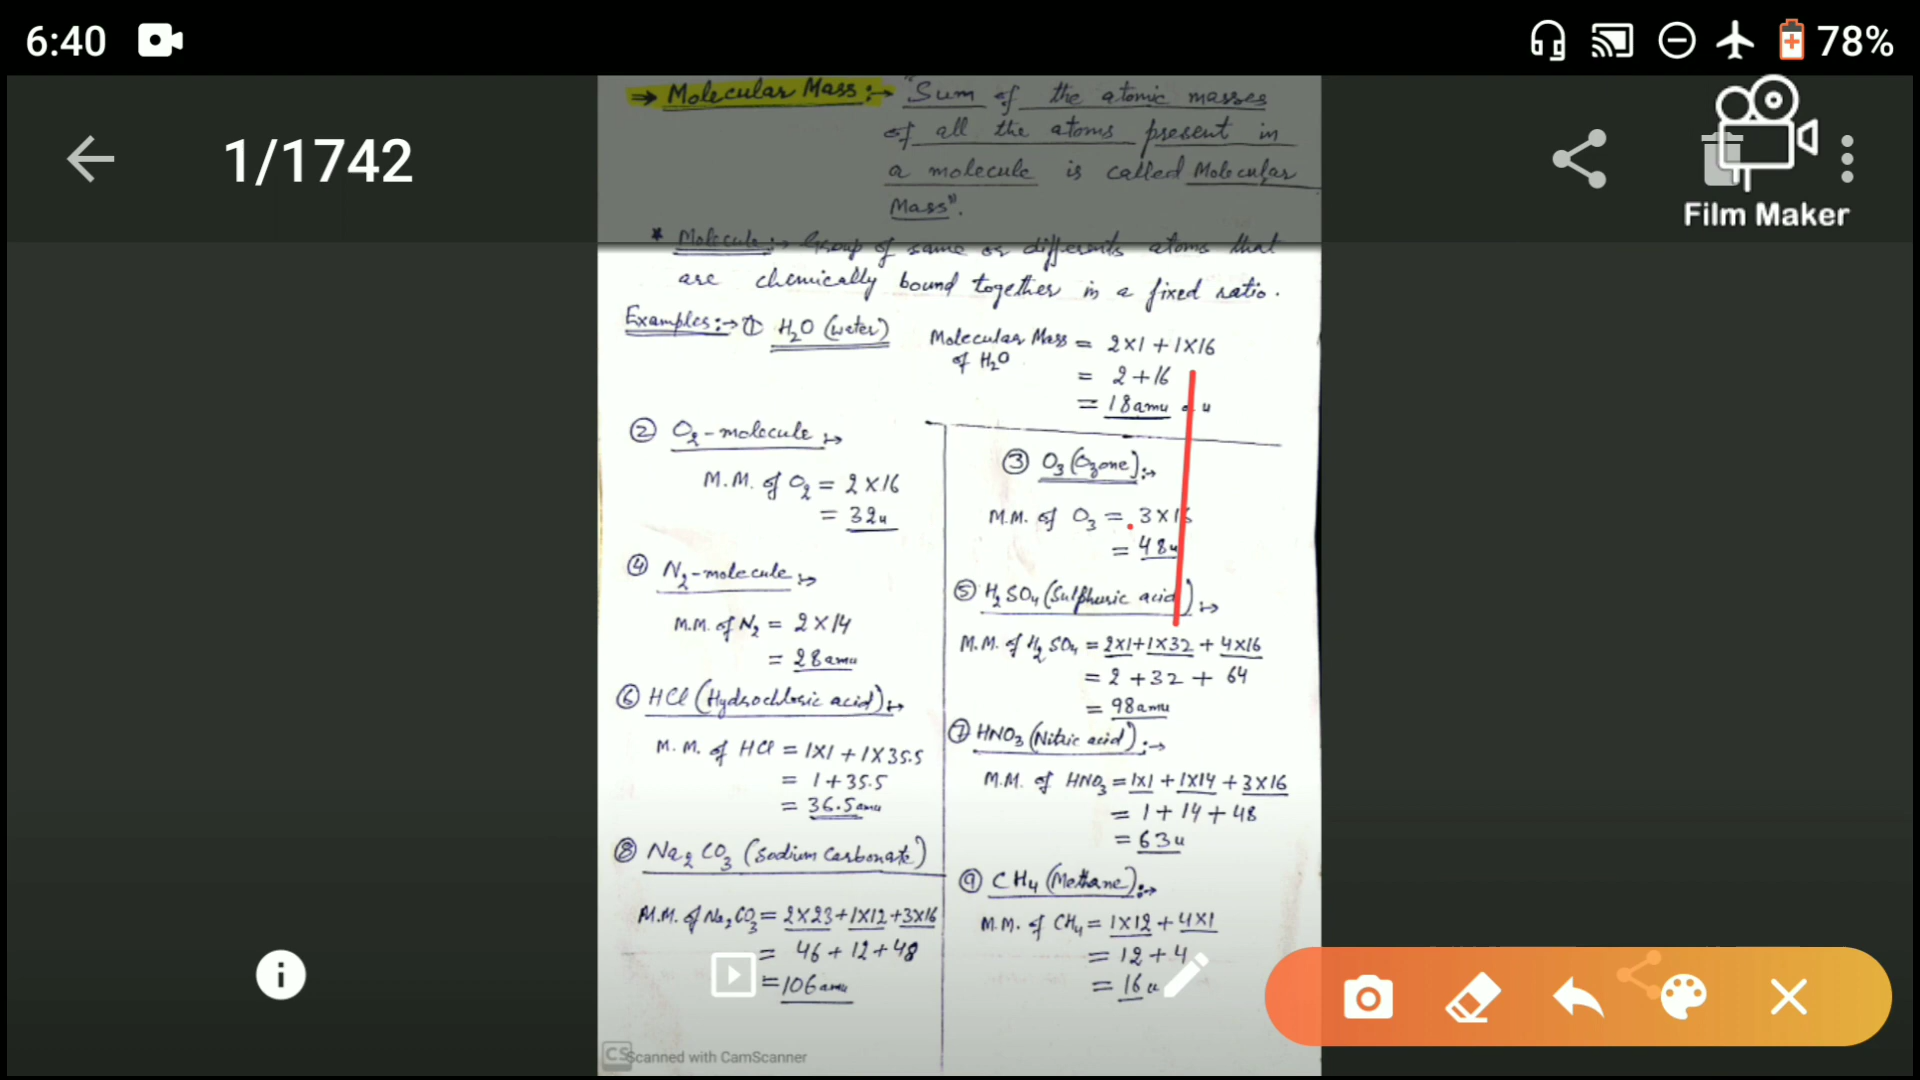 6:40
78%
1/1742
Film Maker
⇒ Molecular Mass :→ "Sum of the atomic masses
of all the atoms present in
a molecule is called Molecular
Mass".
* Molecule :→ Group of same or differents atoms that
are chemically bound together in a fixed ratio.
Examples :→ ① H₂O (water)
Molecular Mass = 2×1 + 1×16
of H₂O
= 2+16
= 18amu or u
② O₂-molecule :→
M.M. of O₂ = 2×16
= 32u
③ O₃ (Ozone) :→
M.M. of O₃ = 3×16
= 48u
④ N₂-molecule :→
M.M. of N₂ = 2×14
= 28amu
⑤ H₂SO₄ (Sulphuric acid) :→
M.M. of H₂SO₄ = 2×1+1×32 + 4×16
= 2 + 32 + 64
= 98amu
⑥ HCl (Hydrochloric acid) :→
M.M. of HCl = 1×1 + 1×35.5
= 1+35.5
= 36.5amu
⑦ HNO₃ (Nitric acid) :→
M.M. of HNO₃ = 1×1 + 1×14 + 3×16
= 1+14+48
= 63u
⑧ Na₂CO₃ (Sodium Carbonate)
M.M. of Na₂CO₃ = 2×23+1×12+3×16
= 46+12+48
= 106amu
⑨ CH₄ (Methane) :→
M.M. of CH₄ = 1×12 + 4×1
= 12+4
= 16u
CS Scanned with CamScanner